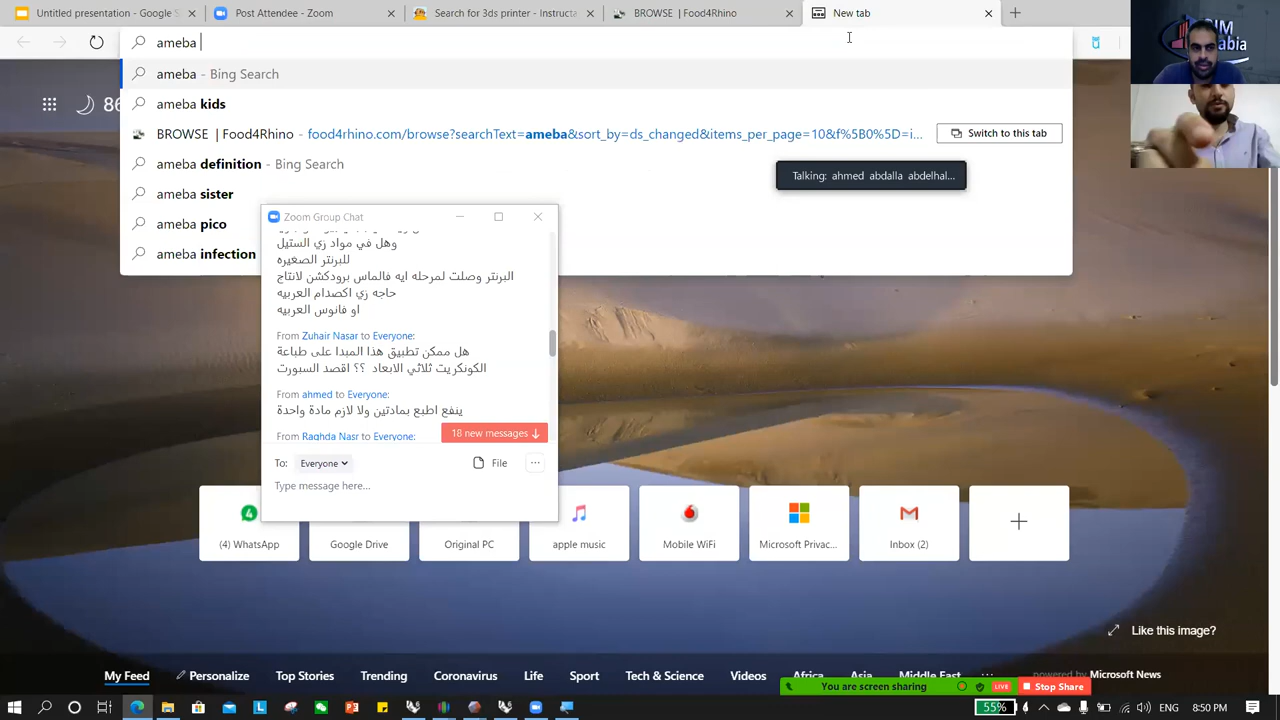 Untitled presentation - Google S
Post Attendee - Zoom
Search for 3ds printer - Instructa
BROWSE | Food4Rhino
New tab
ameba
ameba - Bing Search
ameba kids
BROWSE | Food4Rhino - food4rhino.com/browse?searchText=ameba&sort_by=ds_changed&items_per_page=10&f%5B0%5D=i...
Switch to this tab
ameba definition - Bing Search
ameba sister
ameba pico
ameba infection
86
Talking: ahmed abdalla abdelhal...
Zoom Group Chat
وهل في مواد زي الستيل
للبرنتر الصغيره
البرنتر وصلت لمرحله ايه فالماس برودكشن لانتاج
حاجه زي اكصدام العربيه
او فانوس العربيه
From Zuhair Nasar to Everyone:
هل ممكن تطبيق هذا المبدا على طباعة
الكونكريت ثلاثي الابعاد ؟؟ اقصد السبورت
From ahmed to Everyone:
ينفع اطبع بمادتين ولا لازم مادة واحدة
From Raghda Nasr to Everyone:
18 new messages
To: Everyone
File
Type message here...
4
(4) WhatsApp
Google Drive
Original PC
apple music
Mobile WiFi
Microsoft Privac...
Inbox (2)
Like this image?
My Feed
Personalize
Top Stories
Trending
Coronavirus
Life
Sport
Tech & Science
Videos
Africa
Middle East
powered by Microsoft News
You are screen sharing
LIVE
Stop Share
55%
ENG
8:50 PM